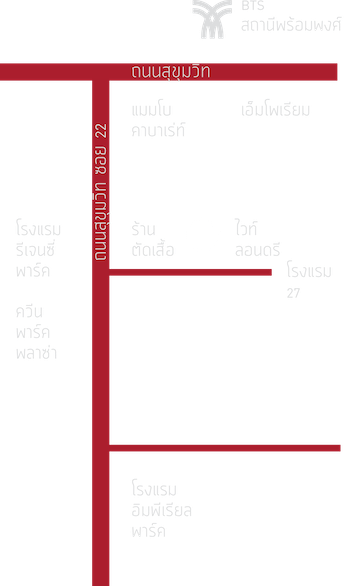 BTS
สถานีพร้อมพงศ์
ถนนสุขุมวิท
แมมโบ
คาบาเร่ท์
เอ็มโพเรียม
ถนนสุขุมวิท ซอย 22
โรงแรม
รีเจนซี่
พาร์ค
ร้าน
ตัดเสื้อ
ไวท์
ลอนดรี
โรงแรม
27
ควีน
พาร์ค
พลาซ่า
โรงแรม
อิมพีเรียล
พาร์ค